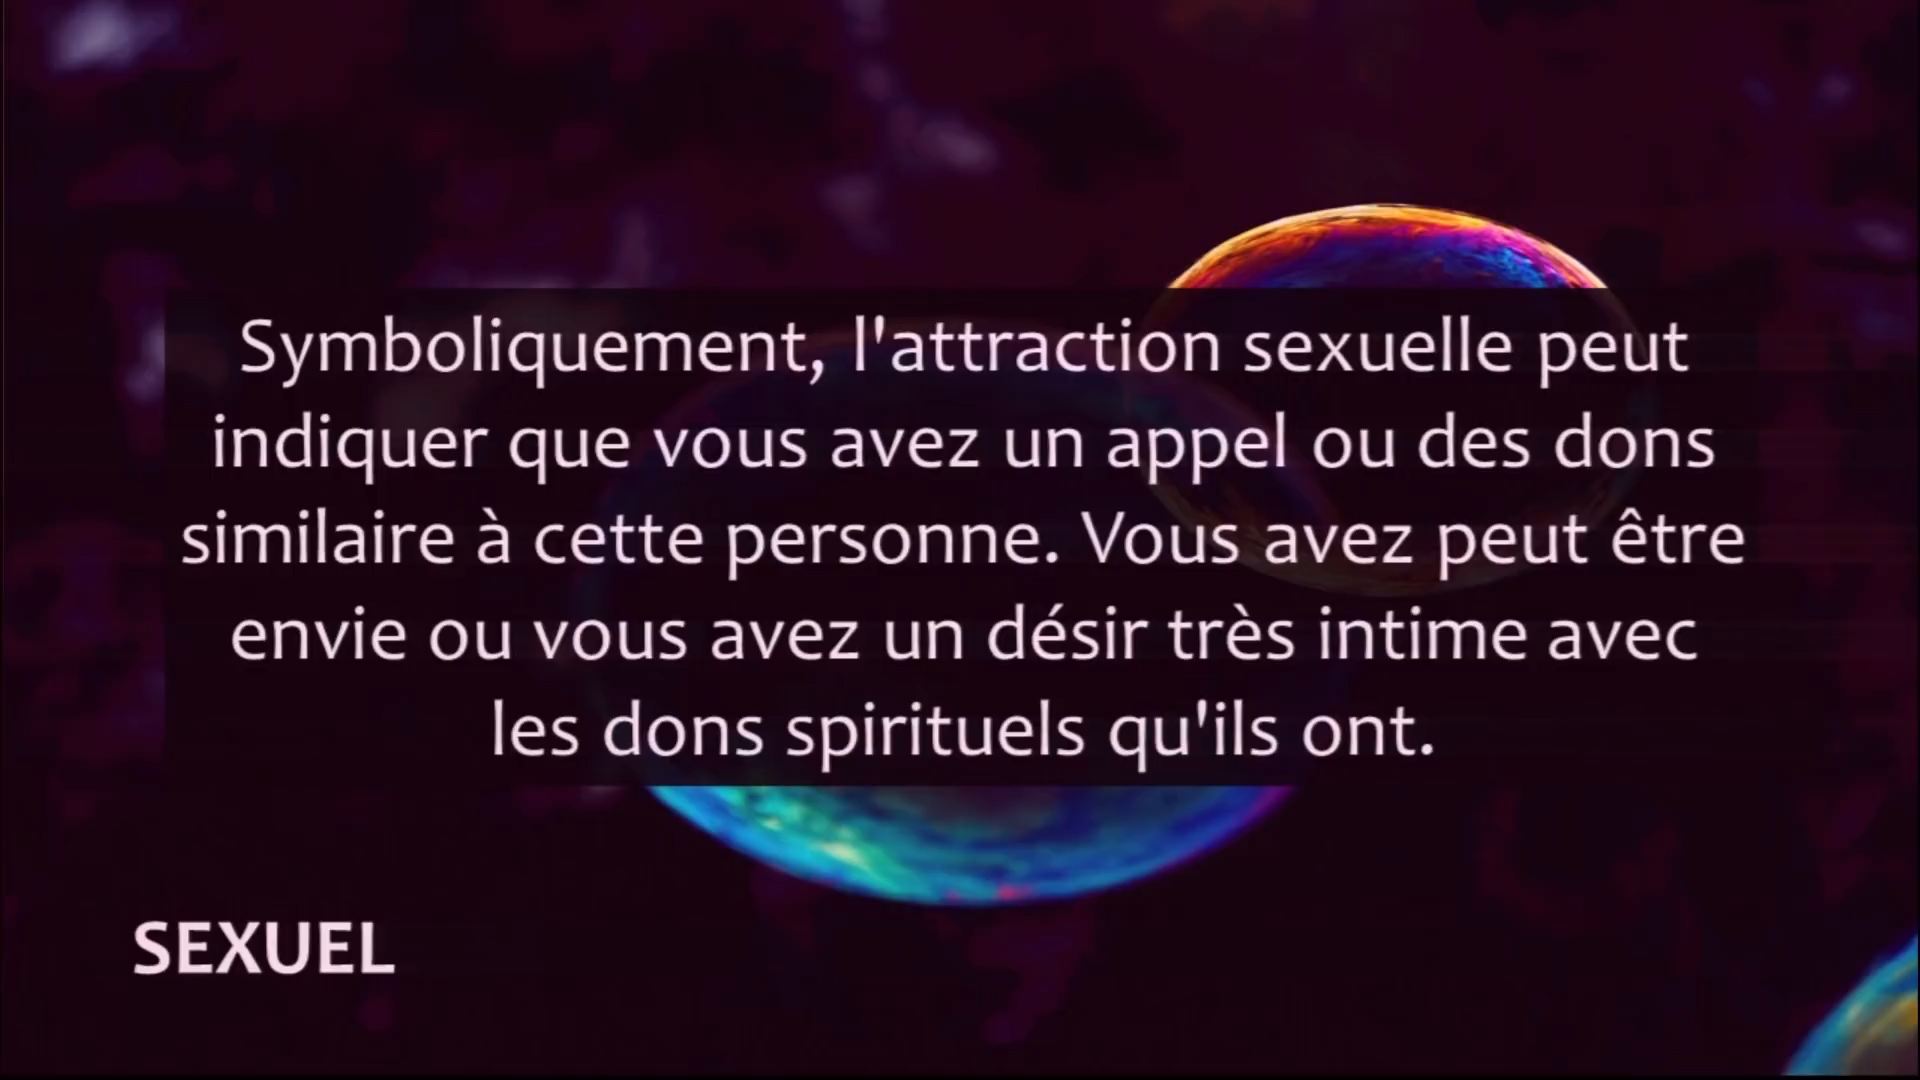 Symboliquement, l'attraction sexuelle peut
indiquer que vous avez un appel ou des dons
similaire à cette personne. Vous avez peut être
envie ou vous avez un désir très intime avec
les dons spirituels qu'ils ont.
SEXUEL